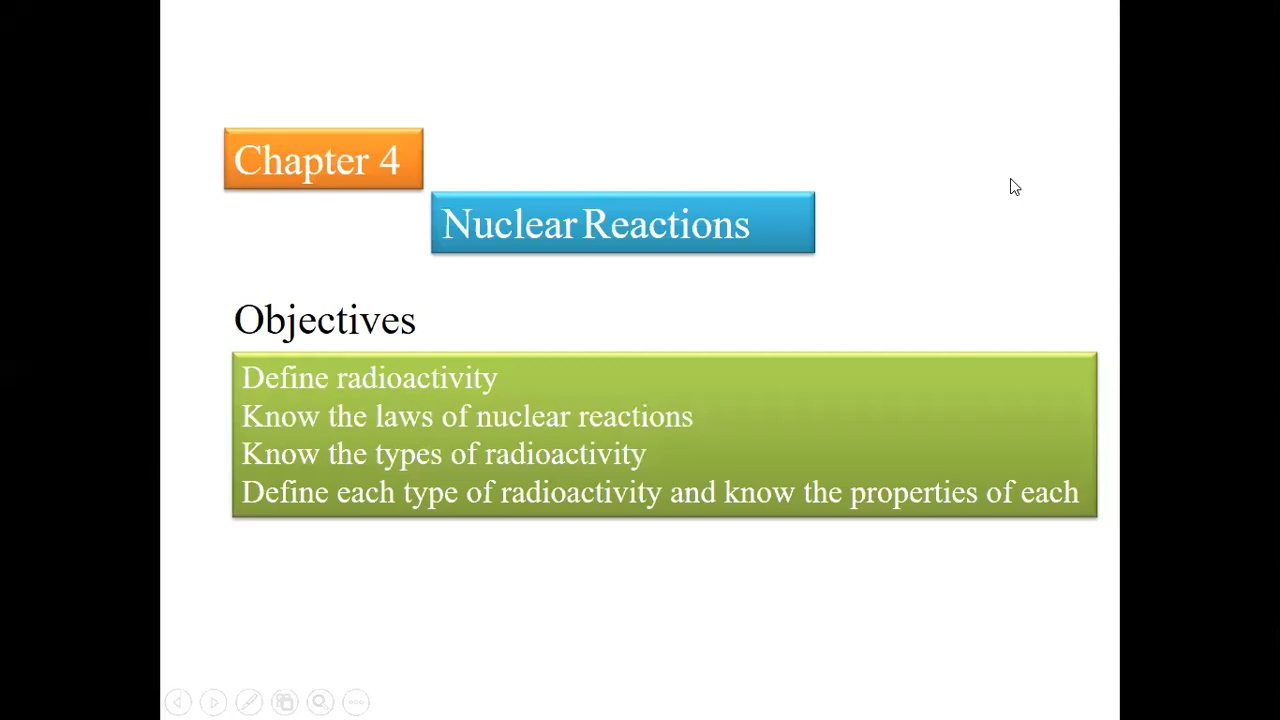 Chapter 4
Nuclear Reactions
Objectives
Define radioactivity
Know the laws of nuclear reactions
Know the types of radioactivity
Define each type of radioactivity and know the properties of each